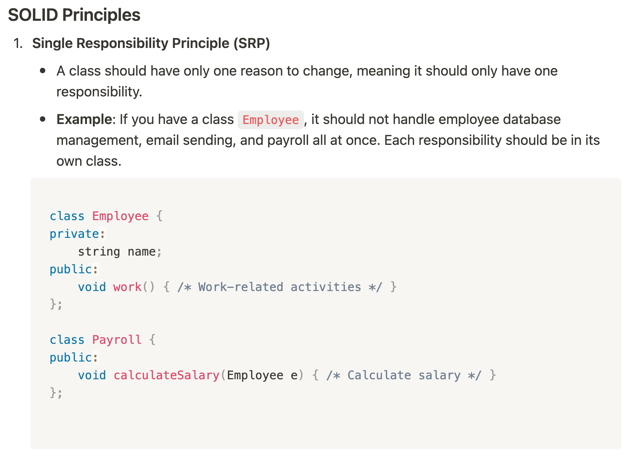 SOLID Principles
1. Single Responsibility Principle (SRP)
• A class should have only one reason to change, meaning it should only have one
responsibility.
• Example: If you have a class Employee, it should not handle employee database
management, email sending, and payroll all at once. Each responsibility should be in its
own class.
class Employee {
private:
    string name;
public:
    void work() { /* Work-related activities */ }
};
class Payroll {
public:
    void calculateSalary(Employee e) { /* Calculate salary */ }
};